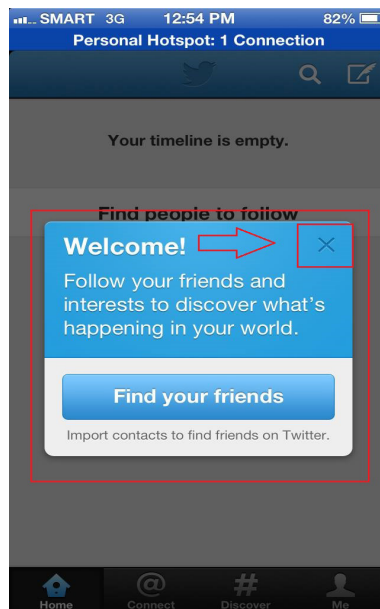 SMART 3G 12:54 PM 82%
Personal Hotspot: 1 Connection
Your timeline is empty.
Find people to follow
Welcome!
Follow your friends and
interests to discover what's
happening in your world.
Find your friends
Import contacts to find friends on Twitter.
Home Connect Discover Me